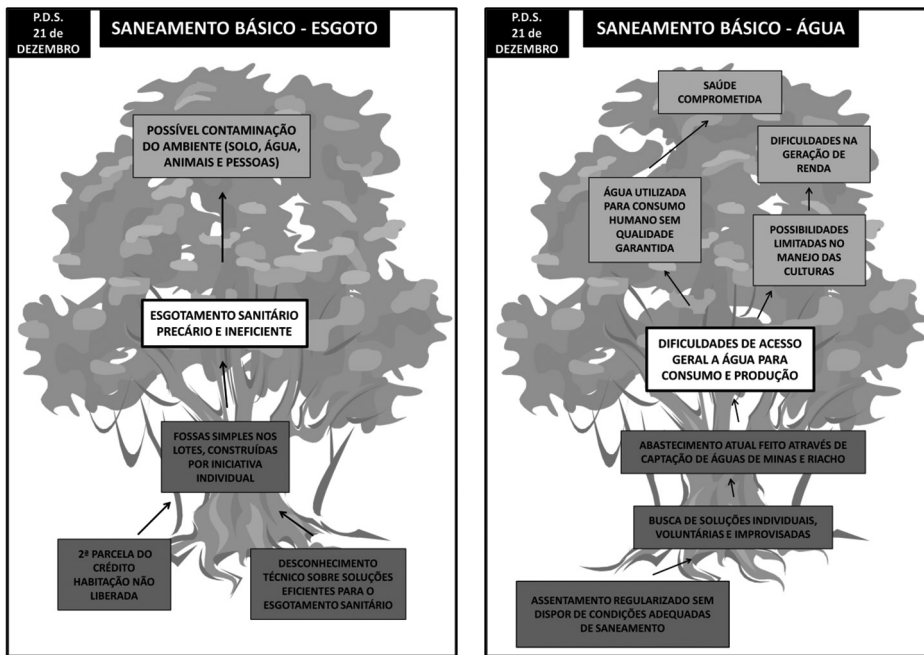 P.D.S.
21 de
DEZEMBRO
SANEAMENTO BÁSICO - ESGOTO
POSSÍVEL CONTAMINAÇÃO
DO AMBIENTE (SOLO, ÁGUA,
ANIMAIS E PESSOAS)
ESGOTAMENTO SANITÁRIO
PRECÁRIO E INEFICIENTE
FOSSAS SIMPLES NOS
LOTES, CONSTRUÍDAS
POR INICIATIVA
INDIVIDUAL
2ª PARCELA DO
CRÉDITO
HABITAÇÃO NÃO
LIBERADA
DESCONHECIMENTO
TÉCNICO SOBRE SOLUÇÕES
EFICIENTES PARA O
ESGOTAMENTO SANITÁRIO
P.D.S.
21 de
DEZEMBRO
SANEAMENTO BÁSICO - ÁGUA
SAÚDE
COMPROMETIDA
DIFICULDADES NA
GERAÇÃO DE
RENDA
ÁGUA UTILIZADA
PARA CONSUMO
HUMANO SEM
QUALIDADE
GARANTIDA
POSSIBILIDADES
LIMITADAS NO
MANEJO DAS
CULTURAS
DIFICULDADES DE ACESSO
GERAL A ÁGUA PARA
CONSUMO E PRODUÇÃO
ABASTECIMENTO ATUAL FEITO ATRAVÉS DE
CAPTAÇÃO DE ÁGUAS DE MINAS E RIACHO
BUSCA DE SOLUÇÕES INDIVIDUAIS,
VOLUNTÁRIAS E IMPROVISADAS
ASSENTAMENTO REGULARIZADO SEM
DISPOR DE CONDIÇÕES ADEQUADAS
DE SANEAMENTO